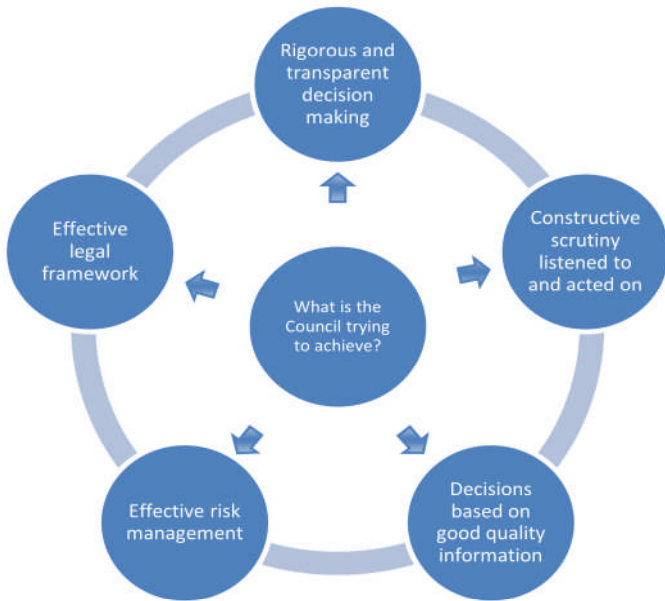 Rigorous and
transparent
decision
making
Constructive
scrutiny
listened to
and acted on
Decisions
based on
good quality
information
Effective risk
management
Effective
legal
framework
What is the
Council trying
to achieve?